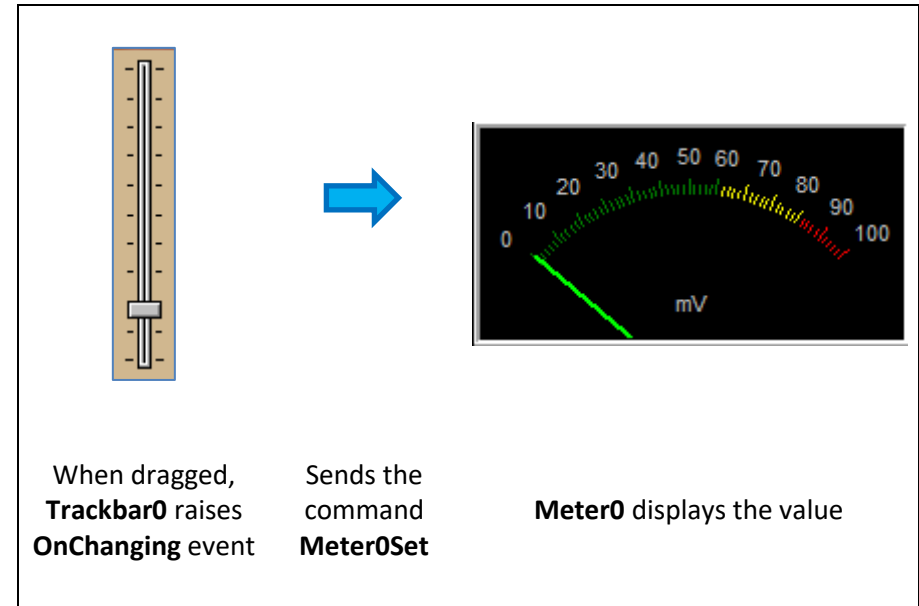 0
10
20
30
40
50
60
70
80
90
100
mV
When dragged,
Trackbar0 raises
OnChanging event
Sends the
command
Meter0Set
Meter0 displays the value